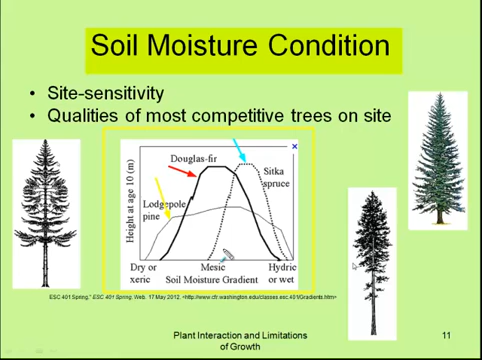 Soil Moisture Condition
• Site-sensitivity
• Qualities of most competitive trees on site
Height at age 10 (m)
Douglas-fir
Sitka
spruce
Lodgepole
pine
Dry or
xeric
Mesic
Hydric
or wet
Soil Moisture Gradient
ESC 401 Spring," ESC 401 Spring. Web. 17 May 2012. <http://www.cfr.washington.edu/classes.esc.401/Gradients.htm>
Plant Interaction and Limitations
of Growth
11